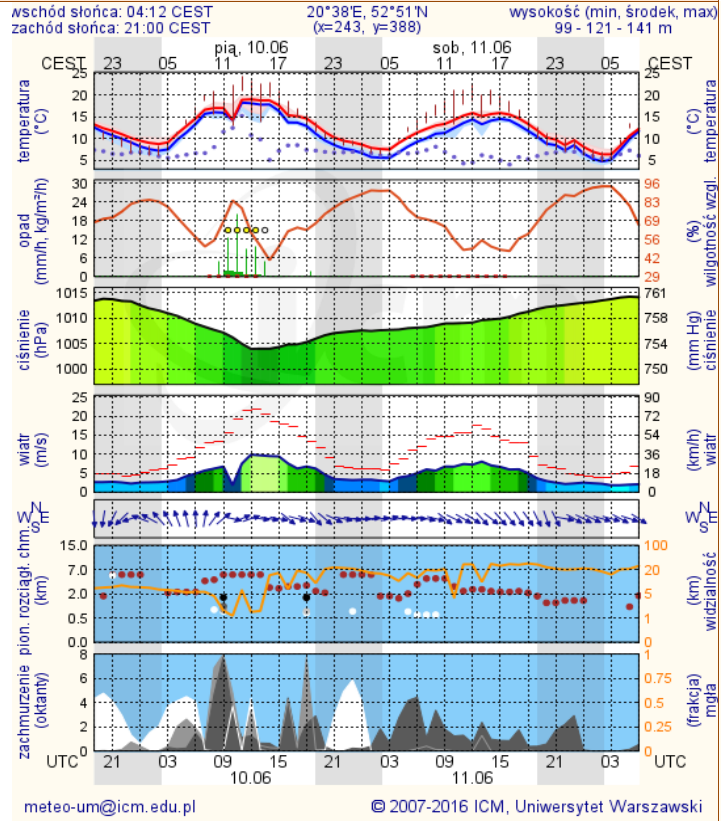 wschód słońca: 04:12 CEST 20°38'E, 52°51'N wysokość (min, środek, max)
zachód słońca: 21:00 CEST (x=243, y=388) 99 - 121 - 141 m
pią, 10.06 sob, 11.06
CEST 23 05 11 17 23 05 11 17 23 05 CEST
temperatura (°C)
25 20 15 10 5
25 20 15 10 5
(°C) temperatura
opad (mm/h, kg/m²/h)
30 24 18 12 6 0
96 83 69 56 42 29
(%) wilgotność wzgl.
ciśnienie (hPa)
1015 1010 1005 1000
761 758 754 750
(mm Hg) ciśnienie
wiatr (m/s)
25 20 15 10 5 0
90 72 54 36 18 0
(km/h) wiatr
N W E S
N W E S
pion. rozciągł. chm. (km)
15.0 7.0 2.0 0.5 0.0
100 20 5 1 0
(km) widzialność
zachmurzenie (oktanty)
8 6 4 2 0
1 0.75 0.5 0.25 0
(frakcja) mgła
UTC 21 03 09 15 21 03 09 15 21 03 UTC
10.06 11.06
meteo-um@icm.edu.pl © 2007-2016 ICM, Uniwersytet Warszawski